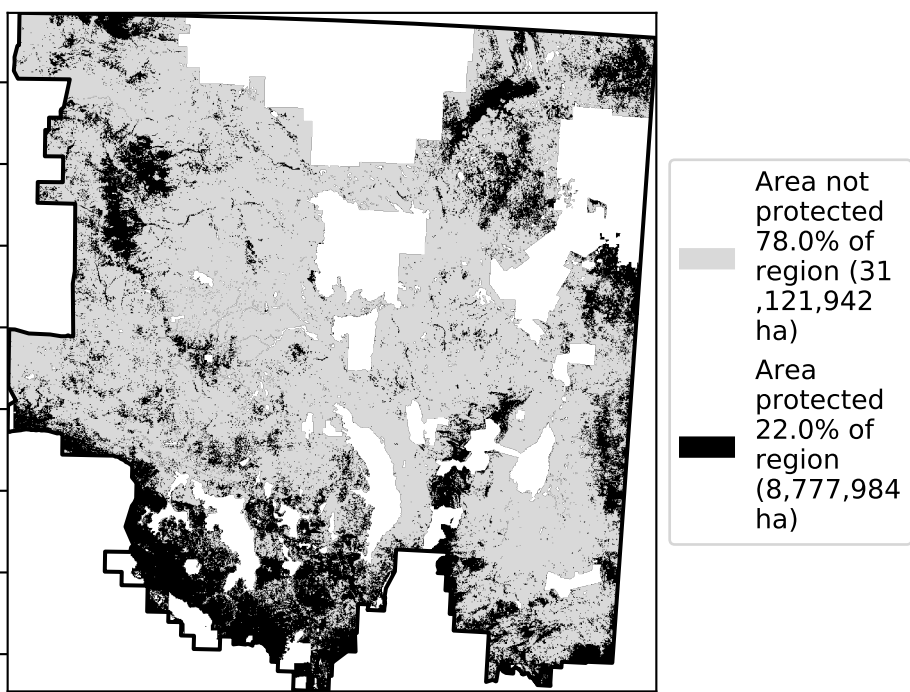 Area not
protected
78.0% of
region (31
,121,942
ha)
Area
protected
22.0% of
region
(8,777,984
ha)